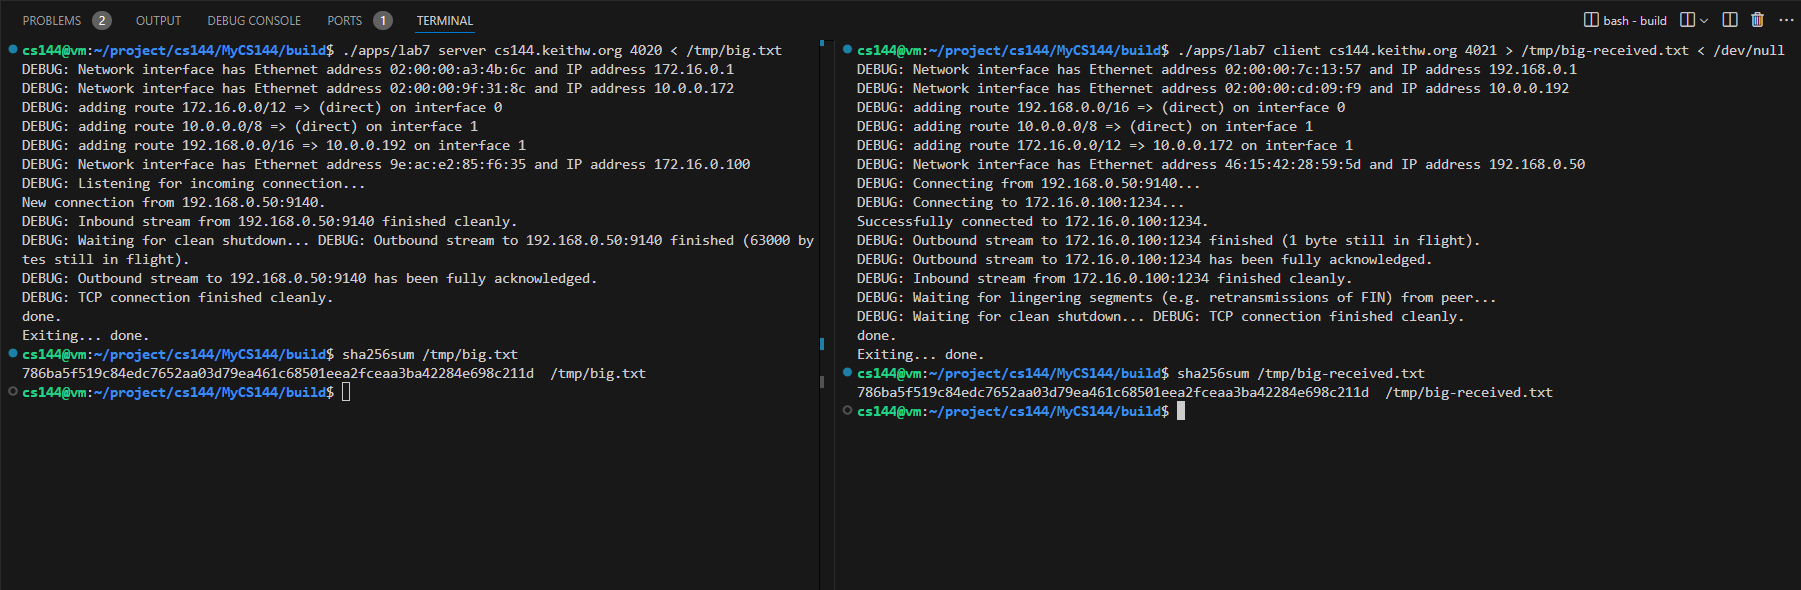 PROBLEMS 2 OUTPUT DEBUG CONSOLE PORTS 1 TERMINAL
bash - build
cs144@vm:~/project/cs144/MyCS144/build$ ./apps/lab7 server cs144.keithw.org 4020 < /tmp/big.txt
DEBUG: Network interface has Ethernet address 02:00:00:a3:4b:6c and IP address 172.16.0.1
DEBUG: Network interface has Ethernet address 02:00:00:9f:31:8c and IP address 10.0.0.172
DEBUG: adding route 172.16.0.0/12 => (direct) on interface 0
DEBUG: adding route 10.0.0.0/8 => (direct) on interface 1
DEBUG: adding route 192.168.0.0/16 => 10.0.0.192 on interface 1
DEBUG: Network interface has Ethernet address 9e:ac:e2:85:f6:35 and IP address 172.16.0.100
DEBUG: Listening for incoming connection...
New connection from 192.168.0.50:9140.
DEBUG: Inbound stream from 192.168.0.50:9140 finished cleanly.
DEBUG: Waiting for clean shutdown... DEBUG: Outbound stream to 192.168.0.50:9140 finished (63000 by
tes still in flight).
DEBUG: Outbound stream to 192.168.0.50:9140 has been fully acknowledged.
DEBUG: TCP connection finished cleanly.
done.
Exiting... done.
cs144@vm:~/project/cs144/MyCS144/build$ sha256sum /tmp/big.txt
786ba5f519c84edc7652aa03d79ea461c68501eea2fceaa3ba42284e698c211d  /tmp/big.txt
cs144@vm:~/project/cs144/MyCS144/build$
cs144@vm:~/project/cs144/MyCS144/build$ ./apps/lab7 client cs144.keithw.org 4021 > /tmp/big-received.txt < /dev/null
DEBUG: Network interface has Ethernet address 02:00:00:7c:13:57 and IP address 192.168.0.1
DEBUG: Network interface has Ethernet address 02:00:00:cd:09:f9 and IP address 10.0.0.192
DEBUG: adding route 192.168.0.0/16 => (direct) on interface 0
DEBUG: adding route 10.0.0.0/8 => (direct) on interface 1
DEBUG: adding route 172.16.0.0/12 => 10.0.0.172 on interface 1
DEBUG: Network interface has Ethernet address 46:15:42:28:59:5d and IP address 192.168.0.50
DEBUG: Connecting from 192.168.0.50:9140...
DEBUG: Connecting to 172.16.0.100:1234...
Successfully connected to 172.16.0.100:1234.
DEBUG: Outbound stream to 172.16.0.100:1234 finished (1 byte still in flight).
DEBUG: Outbound stream to 172.16.0.100:1234 has been fully acknowledged.
DEBUG: Inbound stream from 172.16.0.100:1234 finished cleanly.
DEBUG: Waiting for lingering segments (e.g. retransmissions of FIN) from peer...
DEBUG: Waiting for clean shutdown... DEBUG: TCP connection finished cleanly.
done.
Exiting... done.
cs144@vm:~/project/cs144/MyCS144/build$ sha256sum /tmp/big-received.txt
786ba5f519c84edc7652aa03d79ea461c68501eea2fceaa3ba42284e698c211d  /tmp/big-received.txt
cs144@vm:~/project/cs144/MyCS144/build$